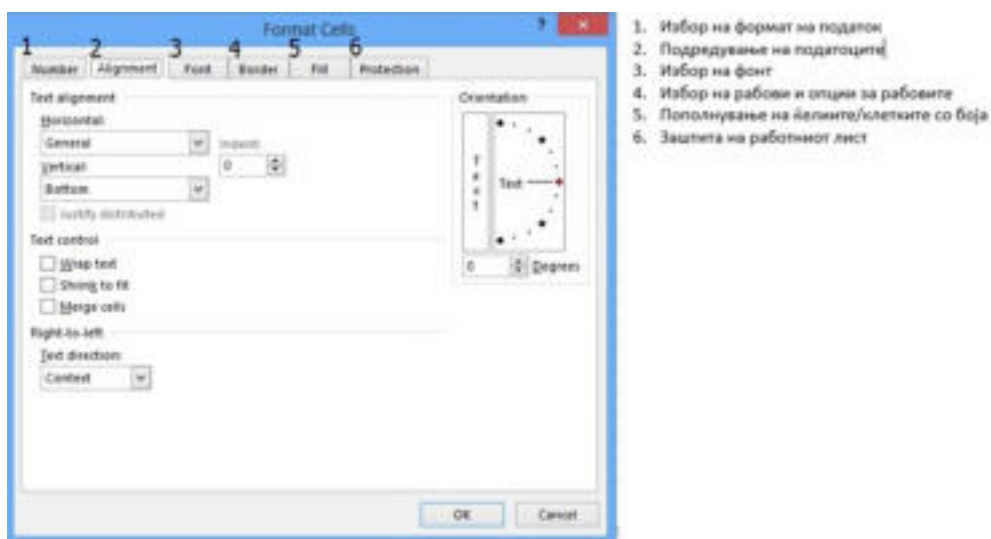 Format Cells
?
1 2 3 4 5 6
Number Alignment Font Border Fill Protection
Text alignment
Horizontal:
General
Indent:
Vertical:
0
Bottom
Justify distributed
Text control
Wrap text
Shrink to fit
Merge cells
Right-to-left
Text direction:
Context
Orientation
Text
Text
0 Degrees
OK Cancel
1. Избор на формат на податок
2. Подредување на податоците
3. Избор на фонт
4. Избор на рабови и опции за рабовите
5. Пополнување на ќелиите/клетките со боја
6. Заштита на работниот лист